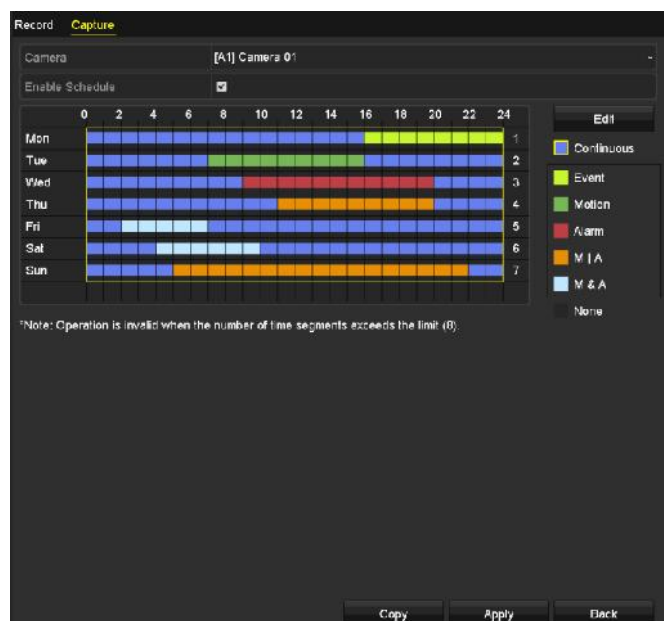 Record Capture
Camera [A1] Camera 01
Enable Schedule
0 2 4 6 8 10 12 14 16 18 20 22 24
Edit
Mon 1
Continuous
Tue 2
Wed 3
Event
Thu 4
Motion
Fri 5
Alarm
Sat 6
M | A
Sun 7
M & A
None
*Note: Operation is invalid when the number of time segments exceeds the limit (8).
Copy Apply Back